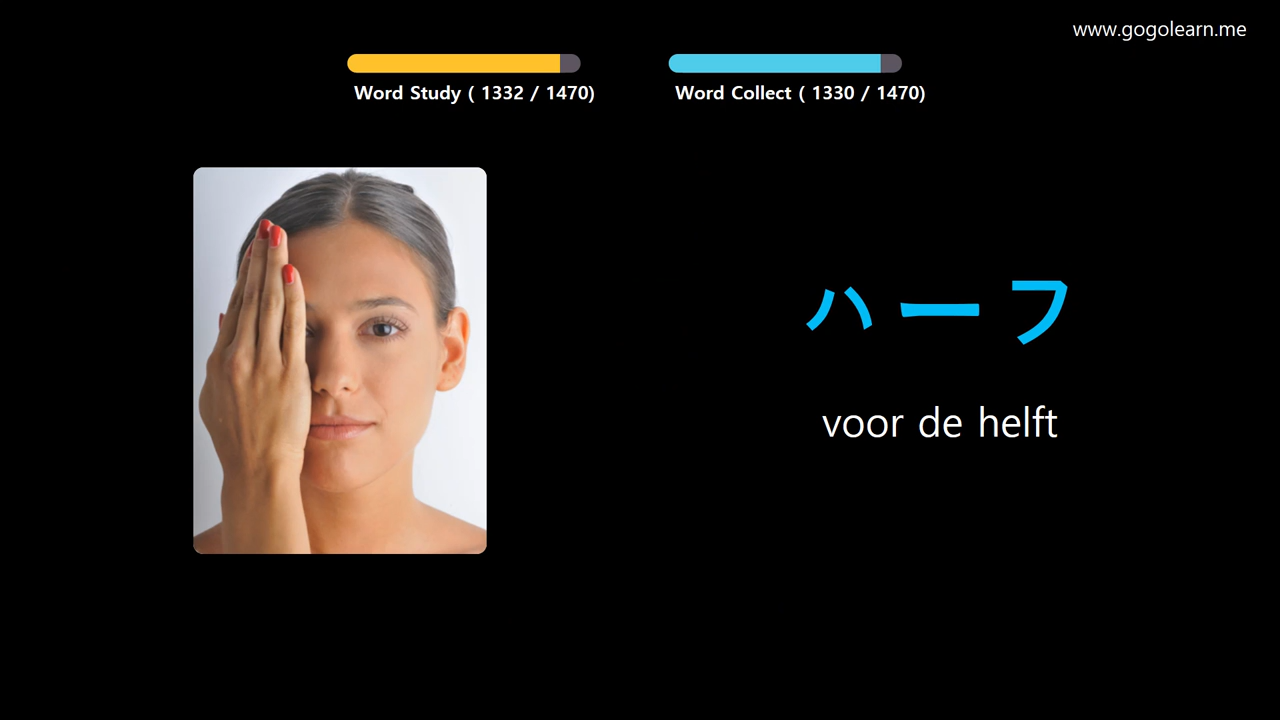 www.gogolearn.me
Word Study ( 1332 / 1470)
Word Collect ( 1330 / 1470)
ハーフ
voor de helft